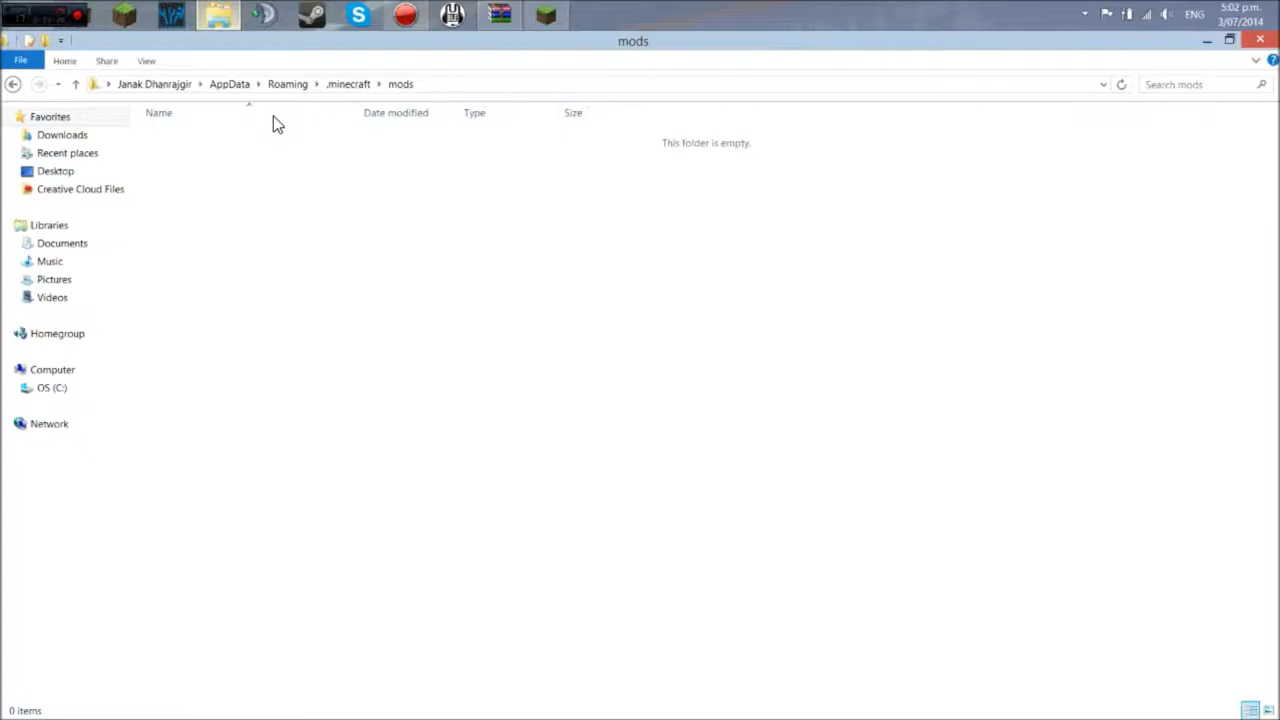 ENG
5:02 p.m.
3/07/2014
mods
File Home Share View
Janak Dhanrajgir AppData Roaming .minecraft mods
Search mods
Name Date modified Type Size
This folder is empty.
Favorites
Downloads
Recent places
Desktop
Creative Cloud Files
Libraries
Documents
Music
Pictures
Videos
Homegroup
Computer
OS (C:)
Network
0 items